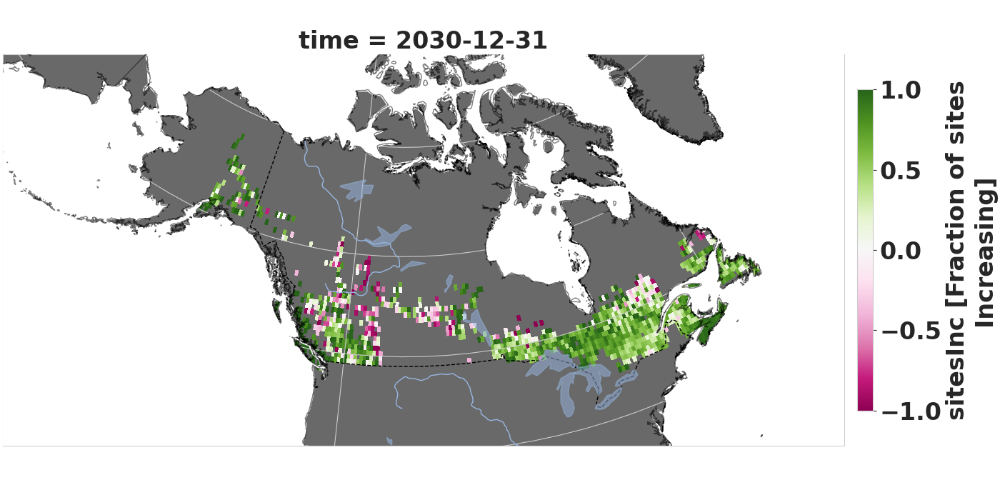 time = 2030-12-31
1.0
0.5
0.0
−0.5
−1.0
sitesInc [Fraction of sites
Increasing]